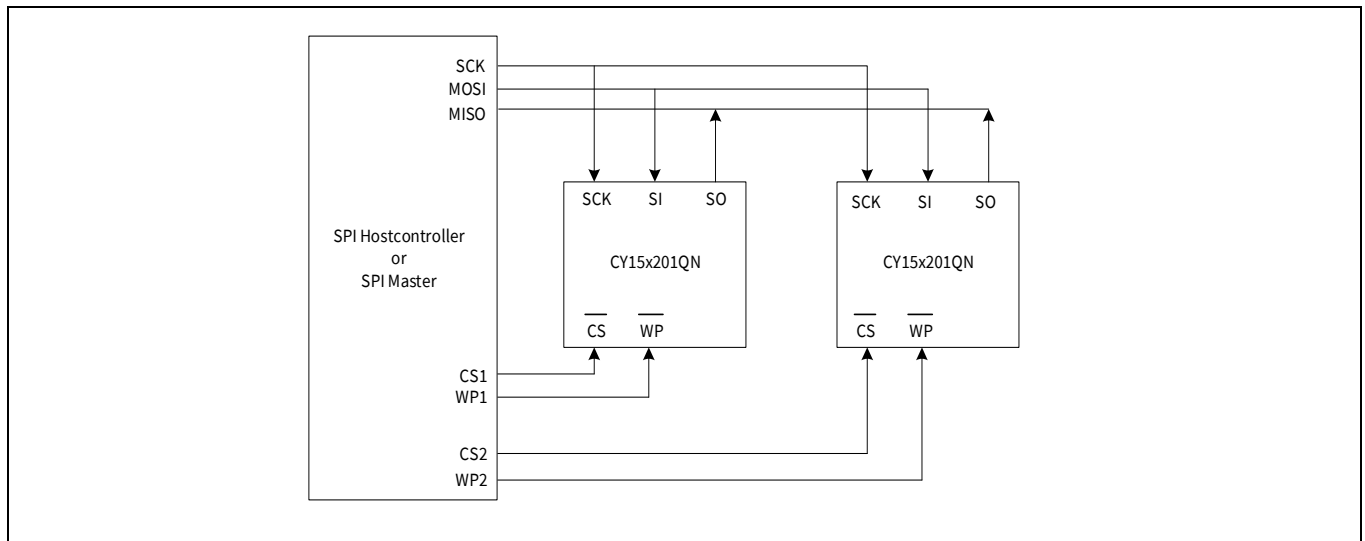 SCK
MOSI
MISO
SPI Hostcontroller
or
SPI Master
CS1
WP1
CS2
WP2
SCK SI SO
CY15x201QN
CS WP
SCK SI SO
CY15x201QN
CS WP